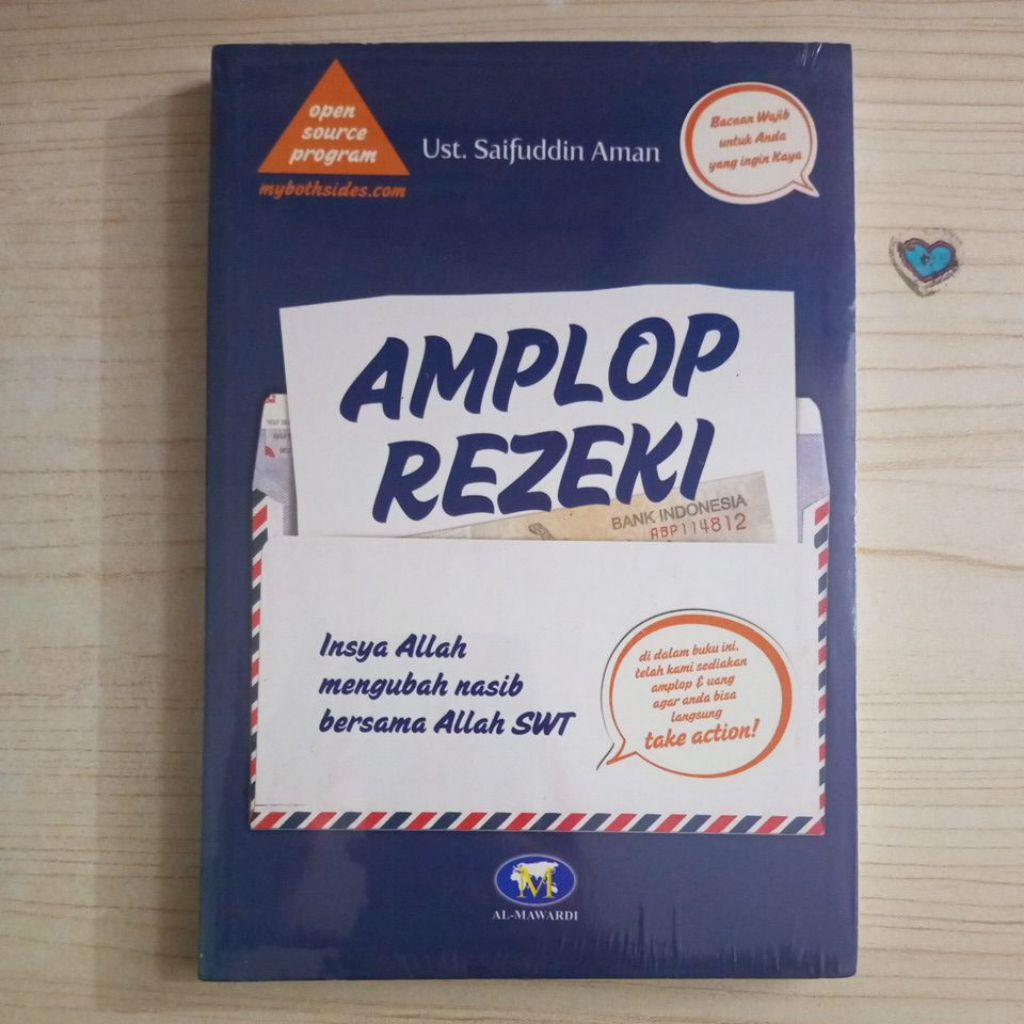 open
source
program
mybothsides.com
Ust. Saifuddin Aman
Bacaan Wajib
untuk Anda
yang ingin Kaya
AMPLOP
REZEKI
BANK INDONESIA
ABP114812
Insya Allah
mengubah nasib
bersama Allah SWT
di dalam buku ini,
telah kami sediakan
amplop & uang
agar anda bisa
langsung
take action!
M
AL-MAWARDI